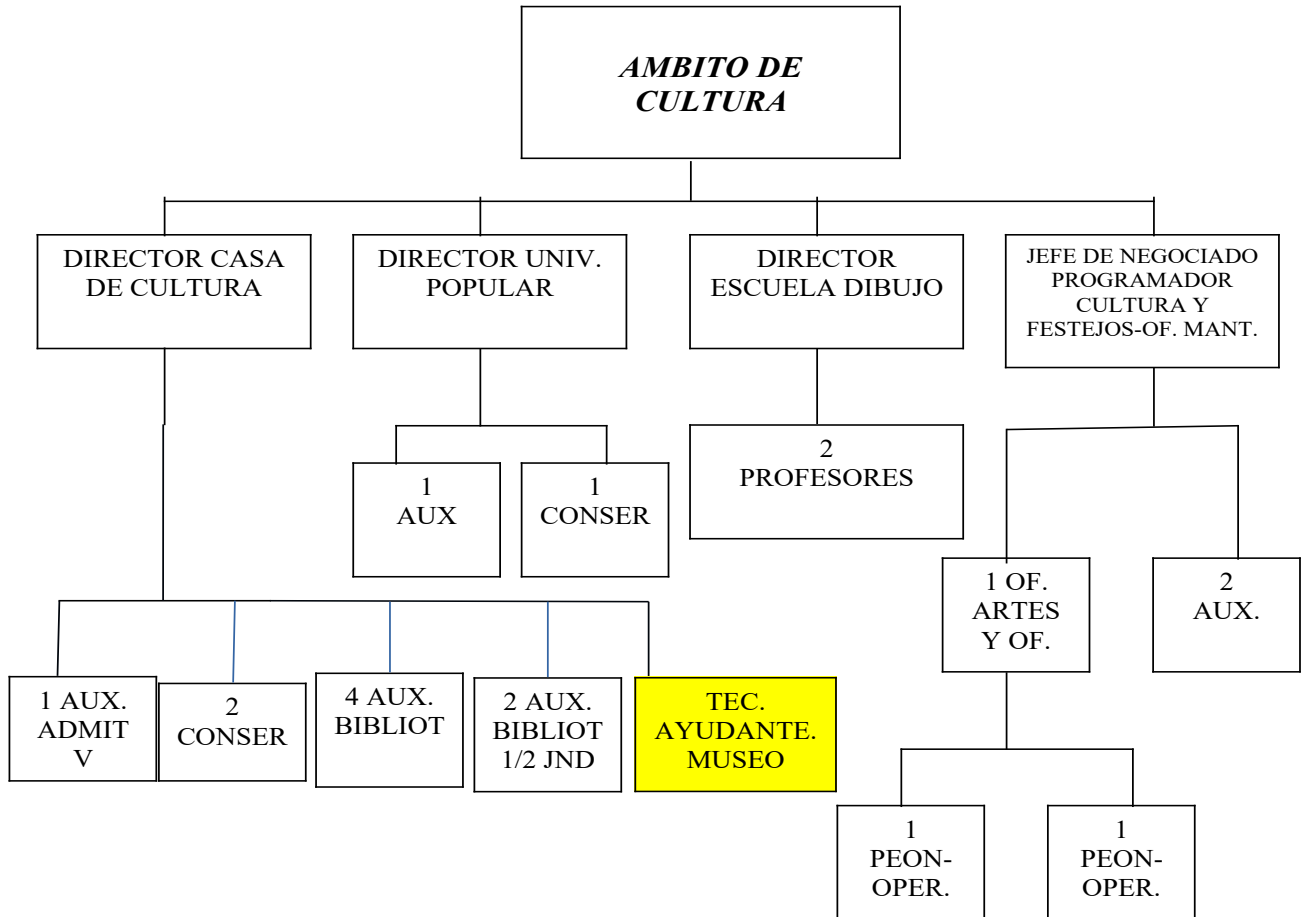 AMBITO DE
CULTURA
DIRECTOR CASA
DE CULTURA
DIRECTOR UNIV.
POPULAR
DIRECTOR
ESCUELA DIBUJO
JEFE DE NEGOCIADO
PROGRAMADOR
CULTURA Y
FESTEJOS-OF. MANT.
1
AUX
1
CONSER
2
PROFESORES
1 OF.
ARTES
Y OF.
2
AUX.
1 AUX.
ADMIT
V
2
CONSER
4 AUX.
BIBLIOT
2 AUX.
BIBLIOT
1/2 JND
TEC.
AYUDANTE.
MUSEO
1
PEON-
OPER.
1
PEON-
OPER.